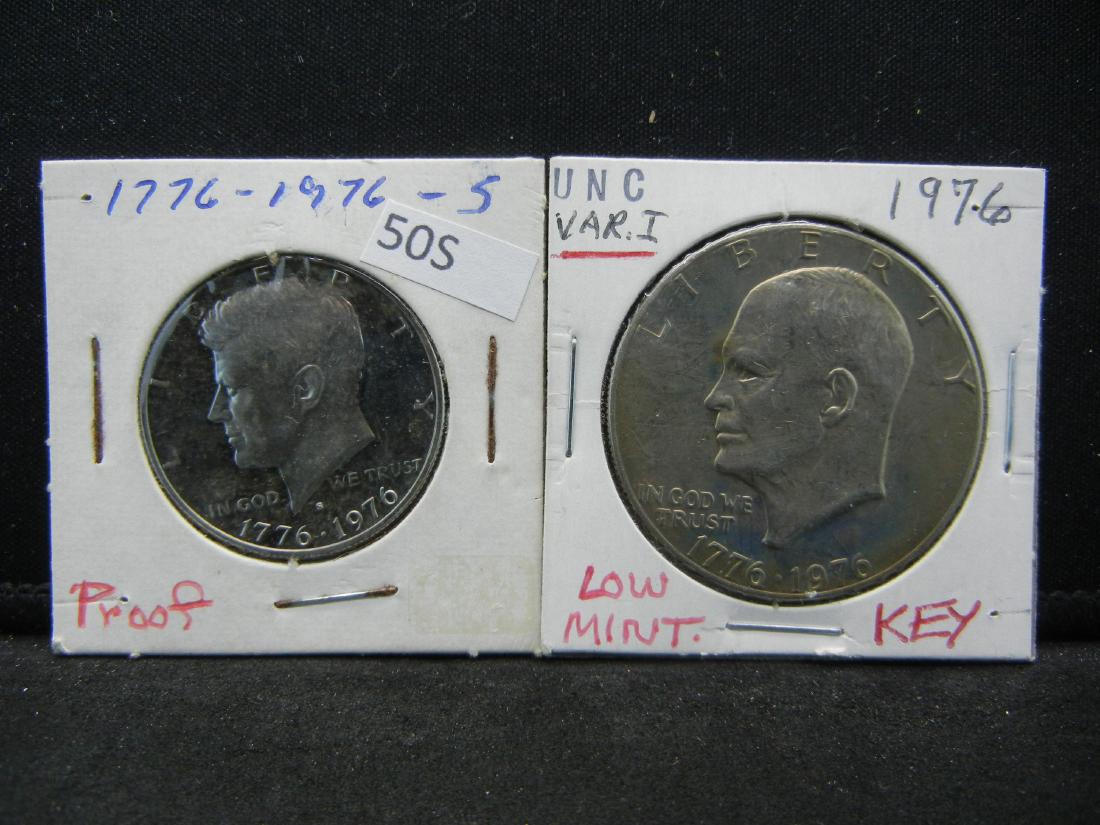 1776-1976-S
50S
LIBERTY
IN GOD WE TRUST
S
1776·1976
Proof
UNC 1976
VAR. I
LIBERTY
IN GOD WE
TRUST
1776·1976
LOW
MINT. KEY